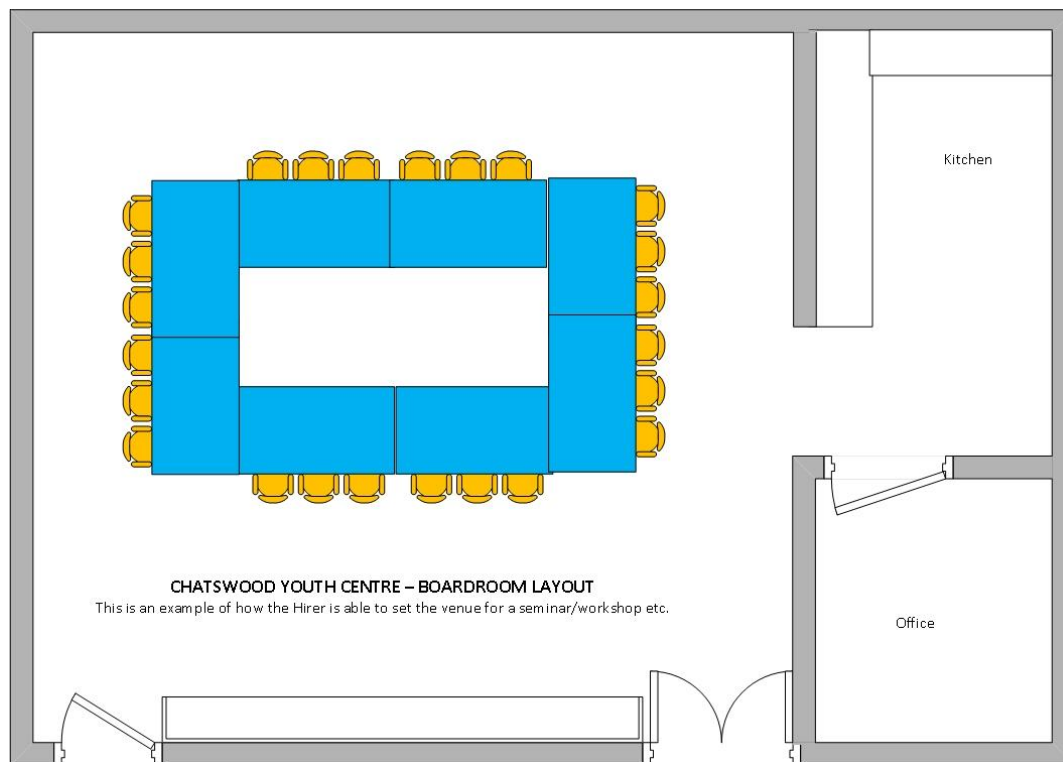 Kitchen
CHATSWOOD YOUTH CENTRE – BOARDROOM LAYOUT
This is an example of how the Hirer is able to set the venue for a seminar/workshop etc.
Office